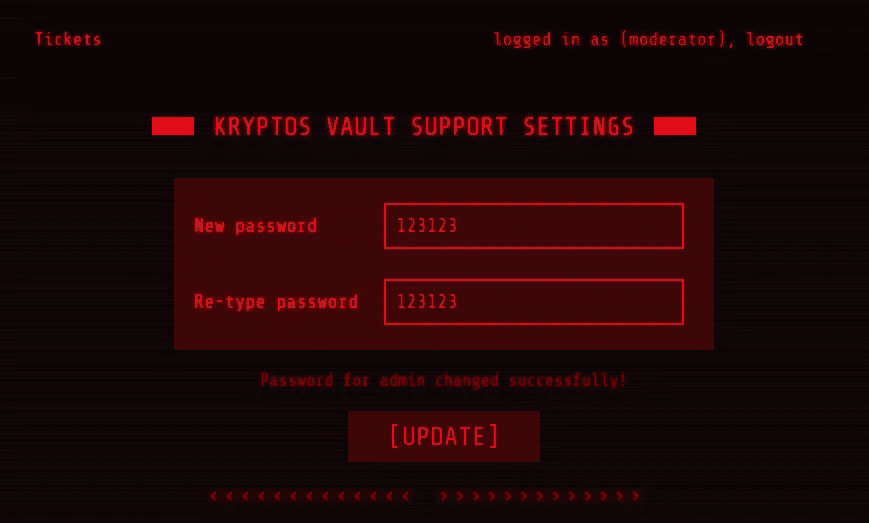 Tickets
logged in as (moderator), logout
KRYPTOS VAULT SUPPORT SETTINGS
New password
123123
Re-type password
123123
Password for admin changed successfully!
[UPDATE]
‹ ‹ ‹ ‹ ‹ ‹ ‹ ‹ ‹ ‹ ‹ ‹ ‹ › › › › › › › › › › › › ›